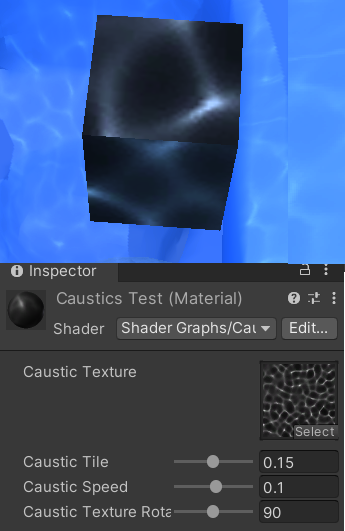 Inspector
Caustics Test (Material)
Shader Shader Graphs/Cau Edit...
Caustic Texture
Select
Caustic Tile 0.15
Caustic Speed 0.1
Caustic Texture Rota 90